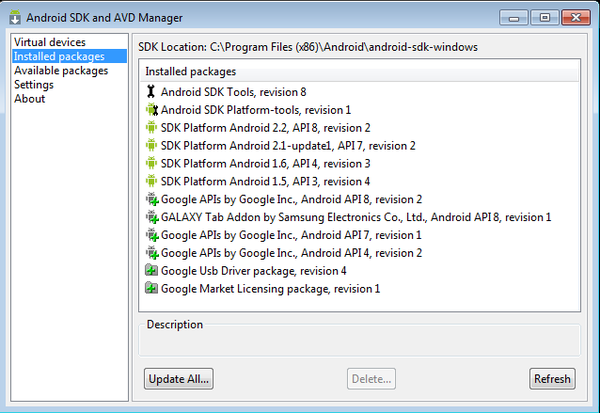 Android SDK and AVD Manager
Virtual devices
Installed packages
Available packages
Settings
About
SDK Location: C:\Program Files (x86)\Android\android-sdk-windows
Installed packages
Android SDK Tools, revision 8
Android SDK Platform-tools, revision 1
SDK Platform Android 2.2, API 8, revision 2
SDK Platform Android 2.1-update1, API 7, revision 2
SDK Platform Android 1.6, API 4, revision 3
SDK Platform Android 1.5, API 3, revision 4
Google APIs by Google Inc., Android API 8, revision 2
GALAXY Tab Addon by Samsung Electronics Co., Ltd., Android API 8, revision 1
Google APIs by Google Inc., Android API 7, revision 1
Google APIs by Google Inc., Android API 4, revision 2
Google Usb Driver package, revision 4
Google Market Licensing package, revision 1
Description
Update All... Delete... Refresh